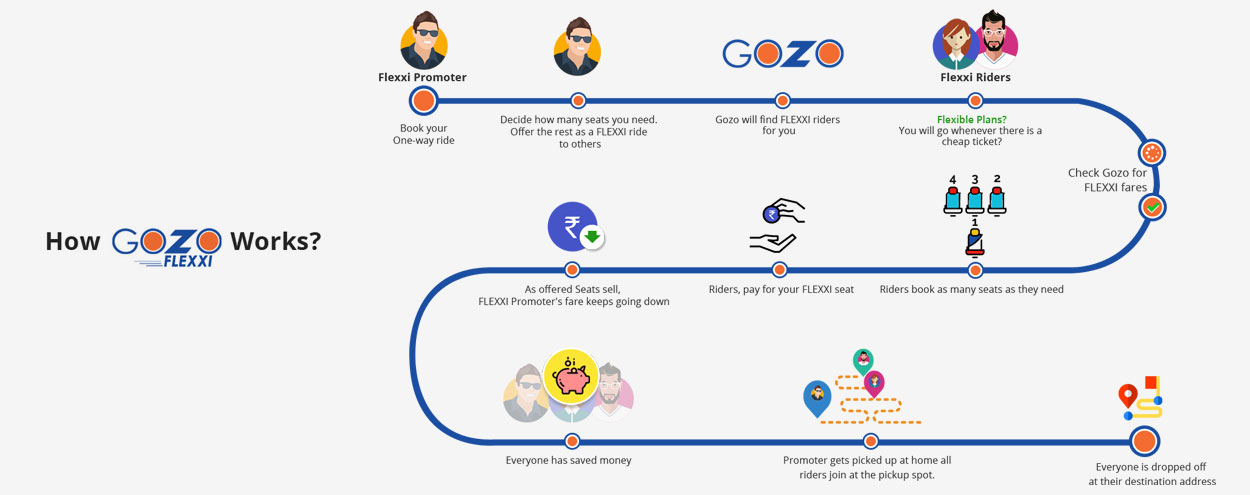 How GOZO FLEXXI Works?
Flexxi Promoter
Book your
One-way ride
Decide how many seats you need.
Offer the rest as a FLEXXI ride
to others
GOZO
Gozo will find FLEXXI riders
for you
Flexxi Riders
Flexible Plans?
You will go whenever there is a
cheap ticket?
Check Gozo for
FLEXXI fares
4 3 2
1
Riders book as many seats as they need
₹
Riders, pay for your FLEXXI seat
₹
As offered Seats sell,
FLEXXI Promoter's fare keeps going down
Everyone has saved money
Promoter gets picked up at home all
riders join at the pickup spot.
Everyone is dropped off
at their destination address